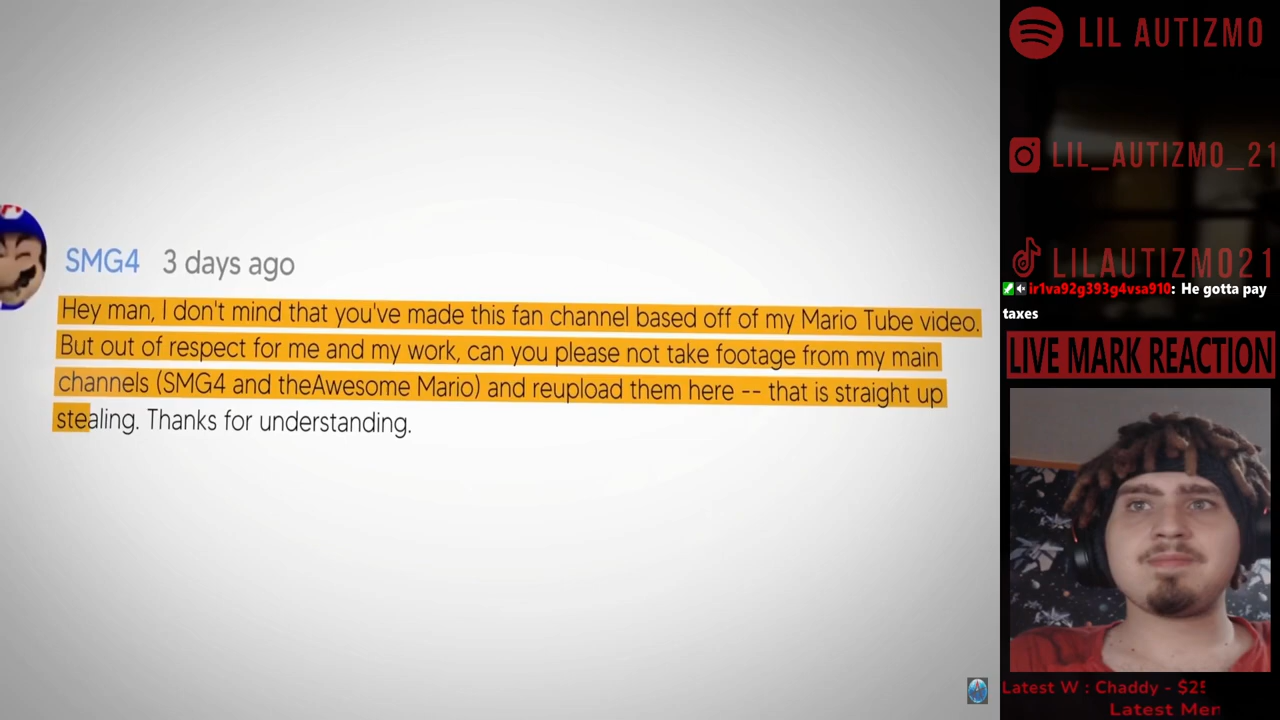 SMG4 3 days ago
Hey man, I don't mind that you've made this fan channel based off of my Mario Tube video.
But out of respect for me and my work, can you please not take footage from my main
channels (SMG4 and theAwesome Mario) and reupload them here -- that is straight up
stealing. Thanks for understanding.
LIL AUTIZMO
LIL_AUTIZMO_21
LILAUTIZMO21
ir1va92g393g4vsa910: He gotta pay
taxes
LIVE MARK REACTION
Latest W : Chaddy - $25
Latest Mer